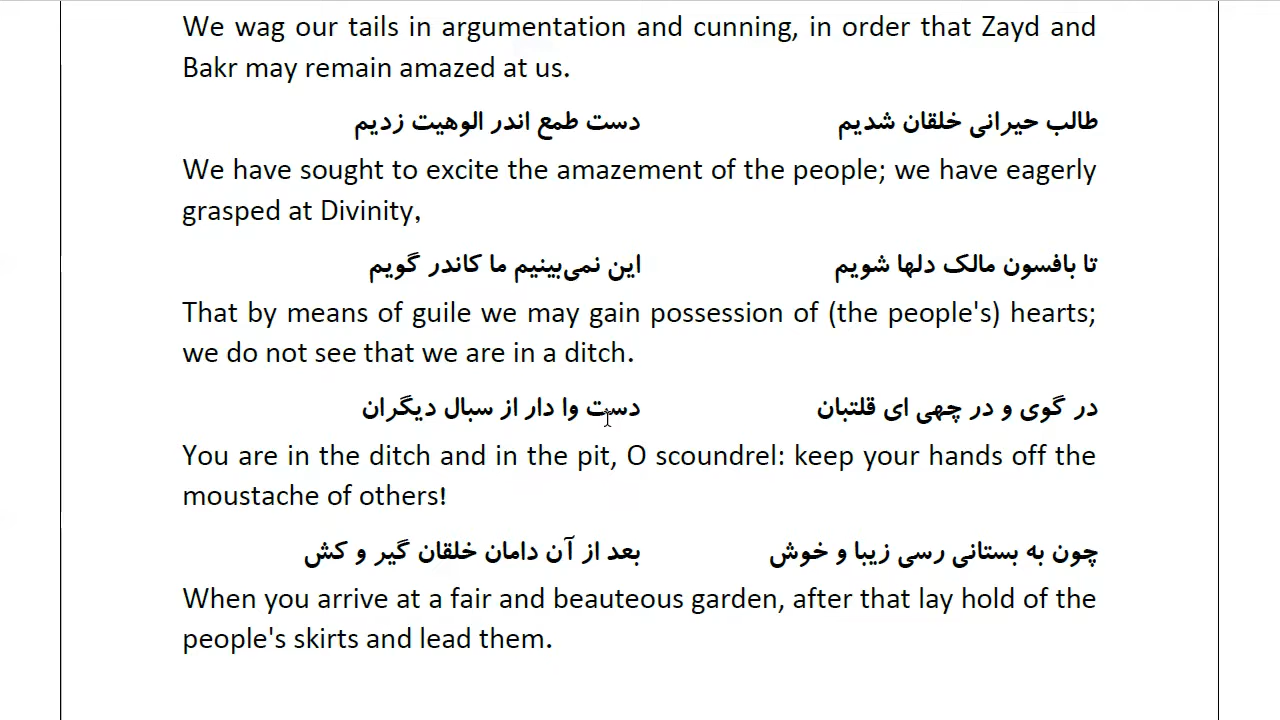 We wag our tails in argumentation and cunning, in order that Zayd and
Bakr may remain amazed at us.
طالب حیرانی خلقان شدیم دست طمع اندر الوهیت زدیم
We have sought to excite the amazement of the people; we have eagerly
grasped at Divinity,
تا بافسون مالک دلها شویم این نمی‌بینیم ما کاندر گویم
That by means of guile we may gain possession of (the people's) hearts;
we do not see that we are in a ditch.
در گوی و در چهی ای قلتبان دست وا دار از سبال دیگران
You are in the ditch and in the pit, O scoundrel: keep your hands off the
moustache of others!
چون به بستانی رسی زیبا و خوش بعد از آن دامان خلقان گیر و کش
When you arrive at a fair and beauteous garden, after that lay hold of the
people's skirts and lead them.